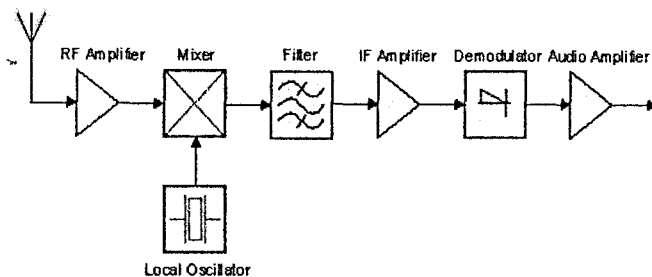 RF Amplifier
Mixer
Filter
IF Amplifier
Demodulator
Audio Amplifier
Local Oscillator